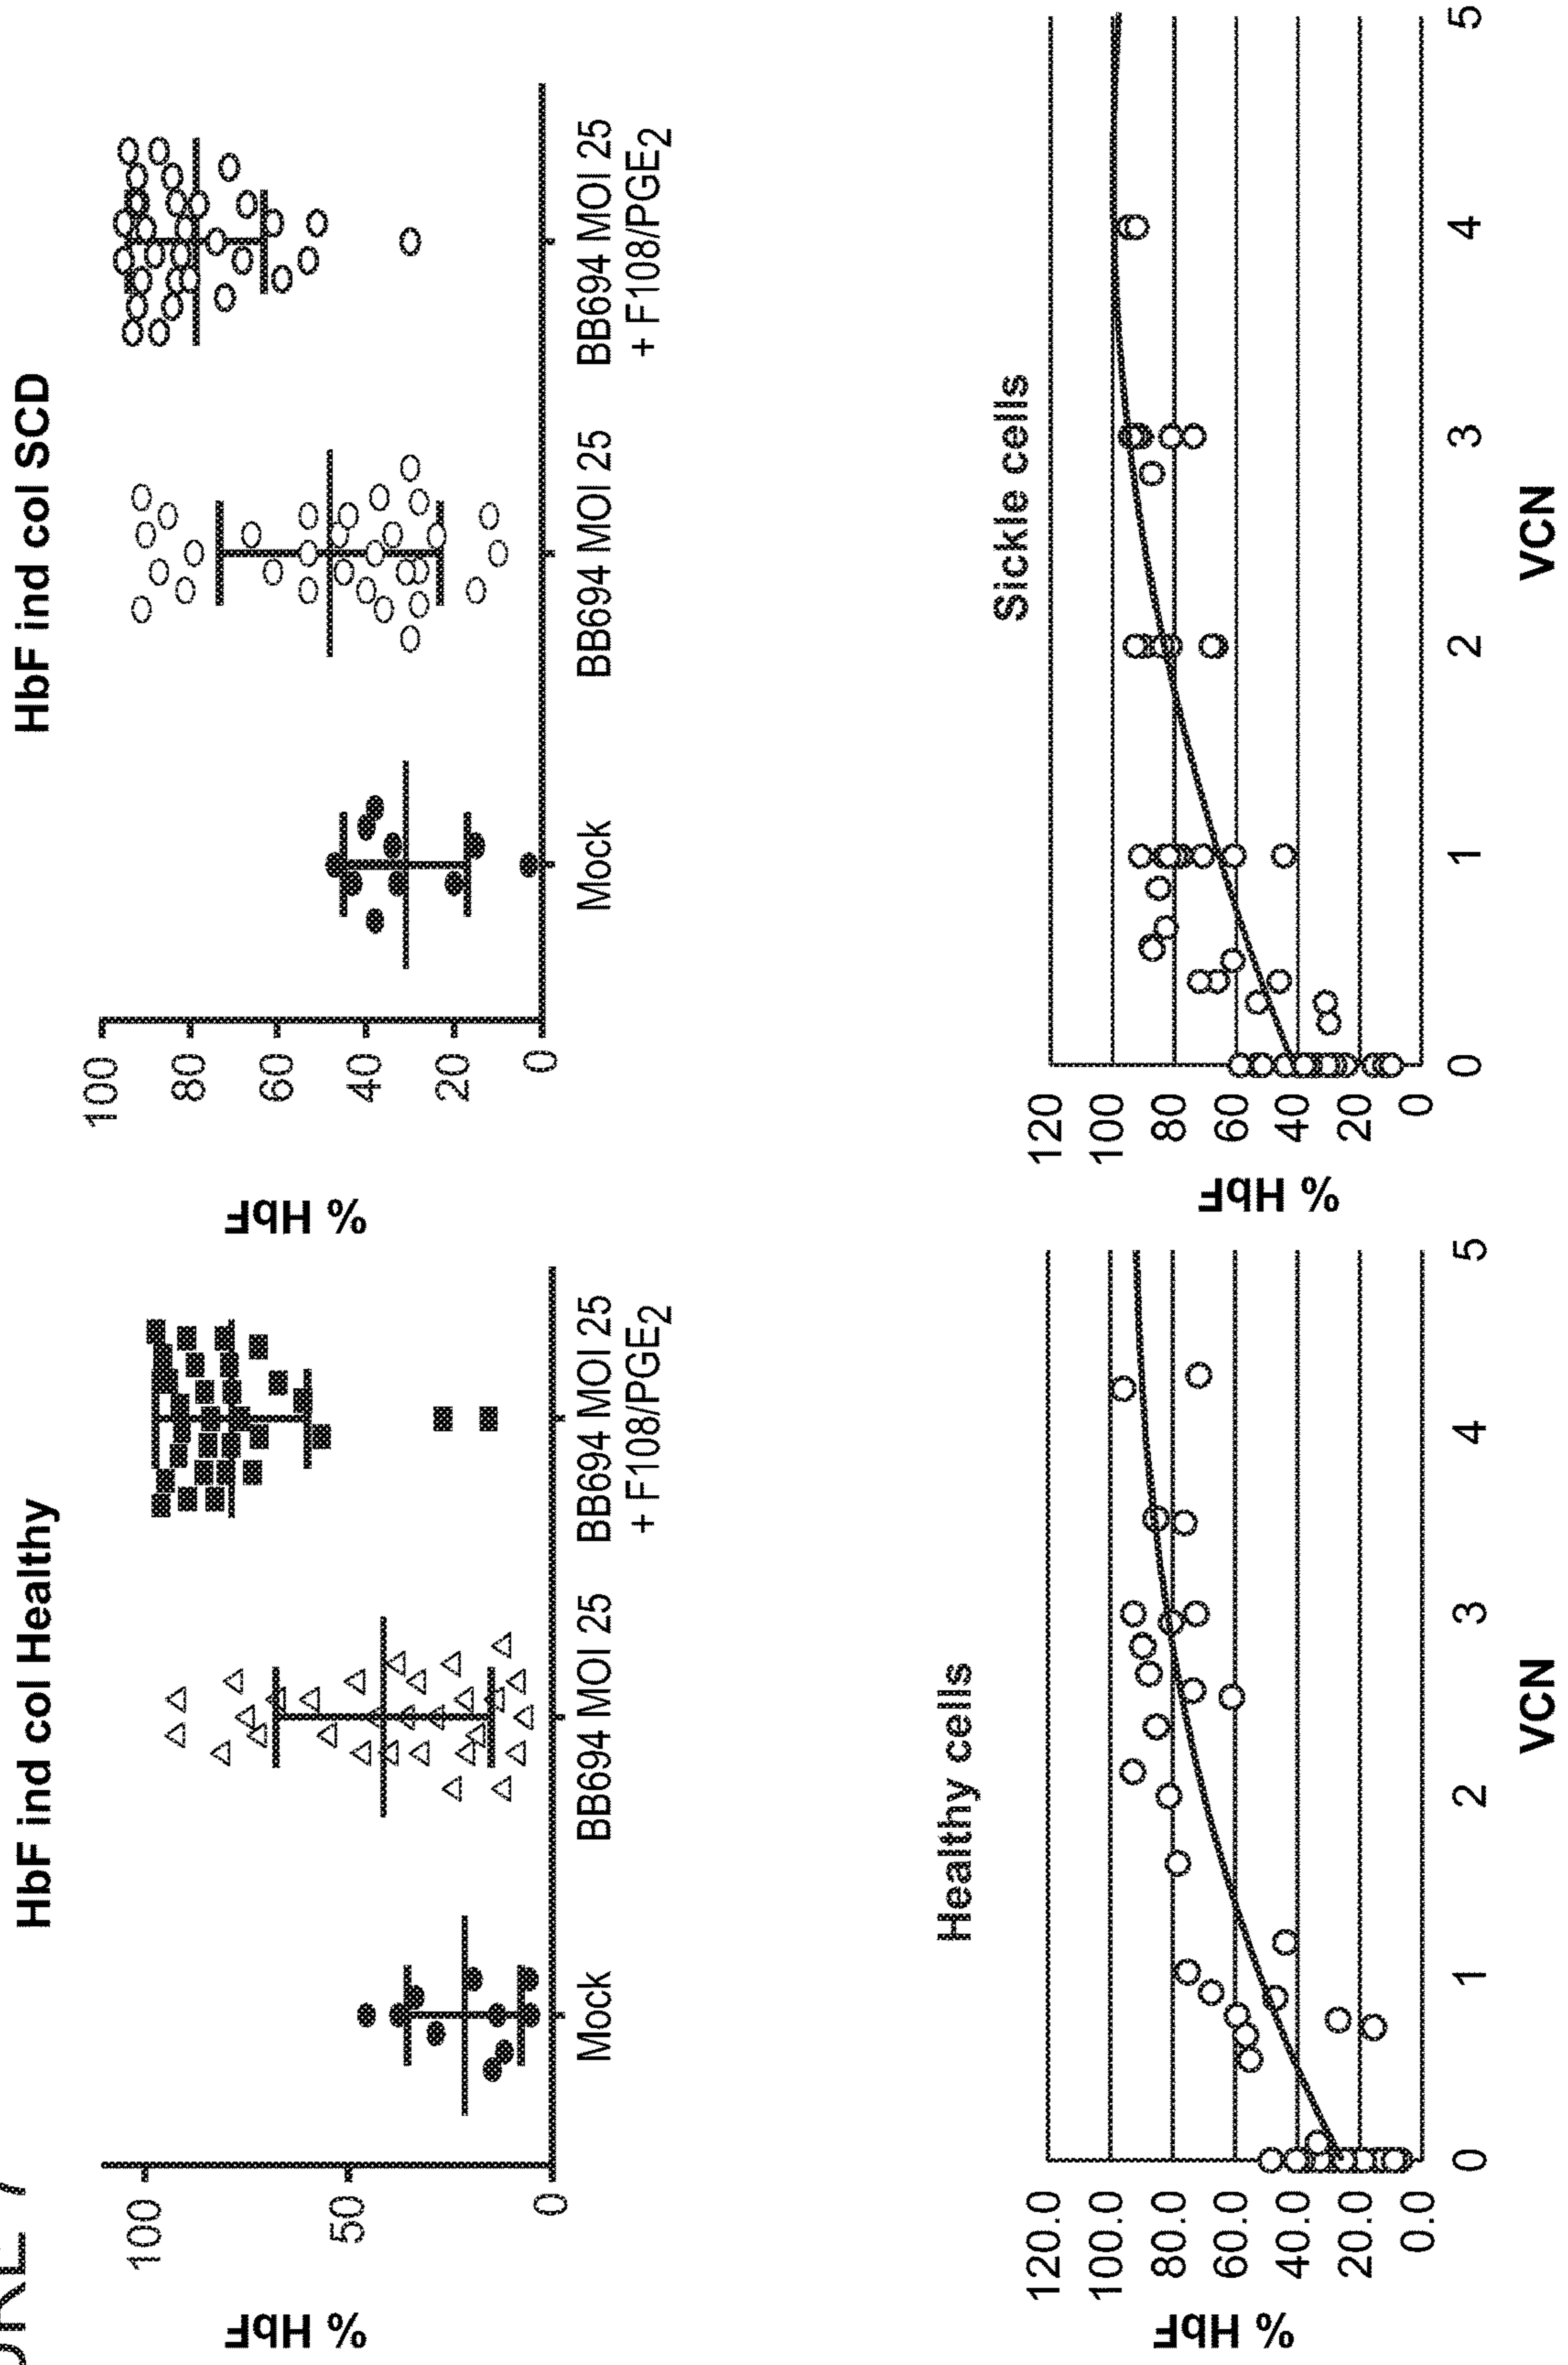 HbF ind col Healthy
% HbF
100
50
0
Mock
BB694 MOI 25
BB694 MOI 25
+ F108/PGE2
HbF ind col SCD
% HbF
100
80
60
40
20
0
Mock
BB694 MOI 25
BB694 MOI 25
+ F108/PGE2
Healthy cells
% HbF
120.0
100.0
80.0
60.0
40.0
20.0
0.0
0 1 2 3 4 5
VCN
Sickle cells
% HbF
120
100
80
60
40
20
0
0 1 2 3 4 5
VCN